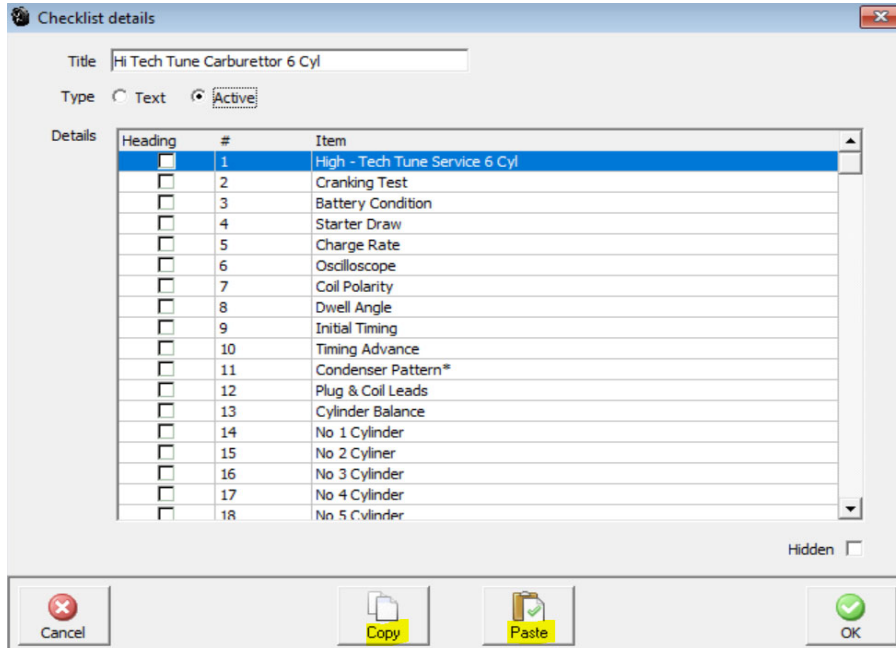 Checklist details
Title Hi Tech Tune Carburettor 6 Cyl
Type Text Active
Details
Heading # Item
1 High - Tech Tune Service 6 Cyl
2 Cranking Test
3 Battery Condition
4 Starter Draw
5 Charge Rate
6 Oscilloscope
7 Coil Polarity
8 Dwell Angle
9 Initial Timing
10 Timing Advance
11 Condenser Pattern*
12 Plug & Coil Leads
13 Cylinder Balance
14 No 1 Cylinder
15 No 2 Cyliner
16 No 3 Cylinder
17 No 4 Cylinder
18 No 5 Cylinder
Hidden
Cancel Copy Paste OK